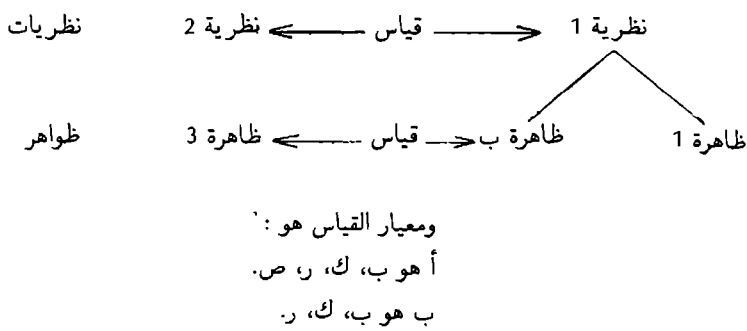 نظرية 1 قياس نظرية 2 نظريات
ظاهرة 1 ظاهرة ب قياس ظاهرة 3 ظواهر
ومعيار القياس هو :
أ هو ب، ك، ر، ص.
ب هو ب، ك، ر.